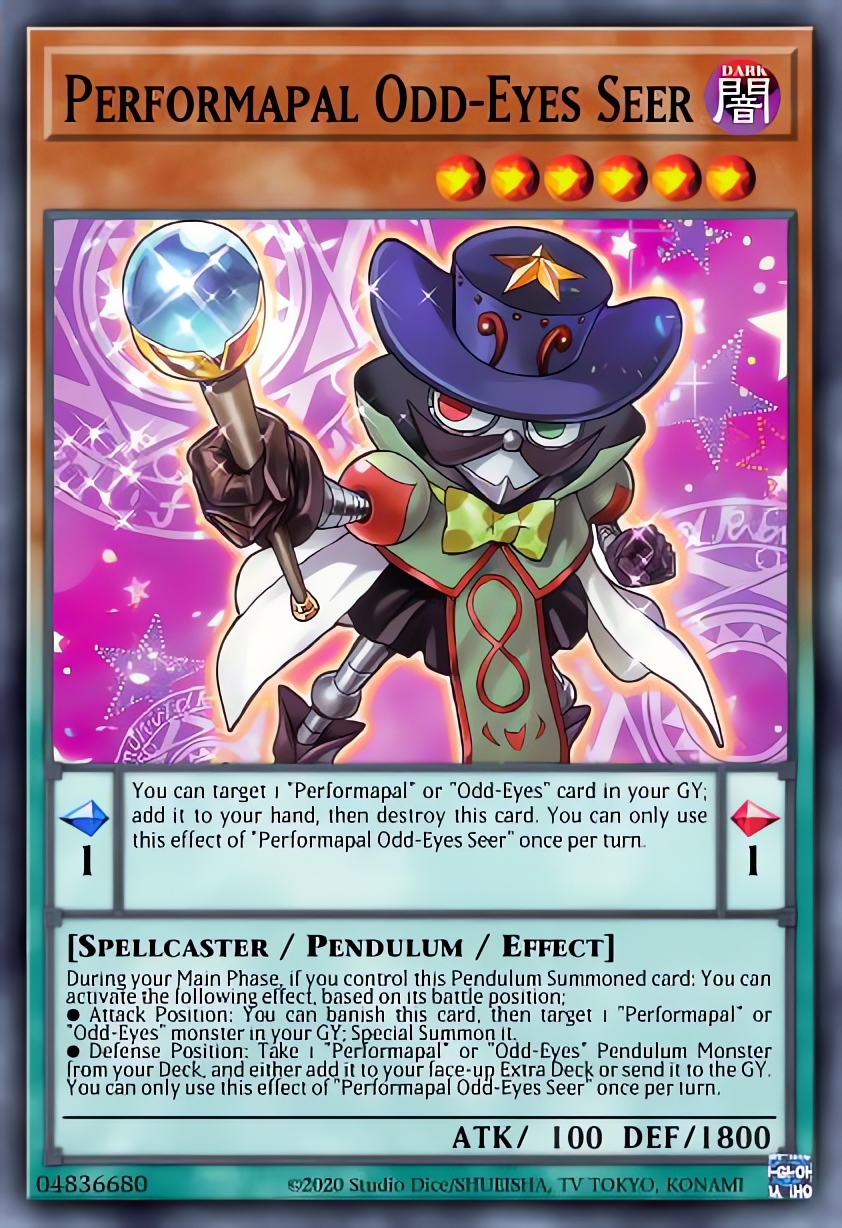 PERFORMAPAL ODD-EYES SEER
DARK
闇
You can target 1 "Performapal" or "Odd-Eyes" card in your GY;
add it to your hand, then destroy this card. You can only use
this effect of "Performapal Odd-Eyes Seer" once per turn.
1
1
[SPELLCASTER / PENDULUM / EFFECT]
During your Main Phase, if you control this Pendulum Summoned card: You can
activate the following effect, based on its battle position;
● Attack Position: You can banish this card, then target 1 "Performapal" or
"Odd-Eyes" monster in your GY; Special Summon it.
● Defense Position: Take 1 "Performapal" or "Odd-Eyes" Pendulum Monster
from your Deck, and either add it to your face-up Extra Deck or send it to the GY.
You can only use this effect of "Performapal Odd-Eyes Seer" once per turn.
ATK/ 100 DEF/1800
04836680
©2020 Studio Dice/SHUEISHA, TV TOKYO, KONAMI